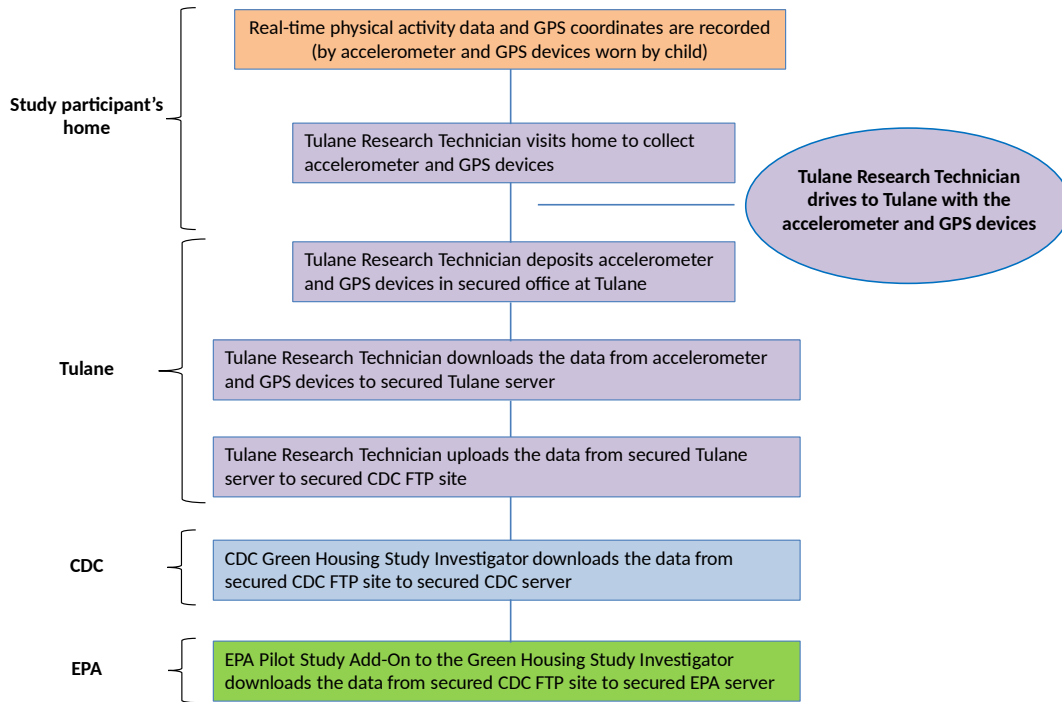 Real-time physical activity data and GPS coordinates are recorded
(by accelerometer and GPS devices worn by child)
Study participant’s
home
Tulane Research Technician visits home to collect
accelerometer and GPS devices
Tulane Research Technician
drives to Tulane with the
accelerometer and GPS devices
Tulane Research Technician deposits accelerometer
and GPS devices in secured office at Tulane
Tulane
Tulane Research Technician downloads the data from accelerometer
and GPS devices to secured Tulane server
Tulane Research Technician uploads the data from secured Tulane
server to secured CDC FTP site
CDC
CDC Green Housing Study Investigator downloads the data from
secured CDC FTP site to secured CDC server
EPA
EPA Pilot Study Add-On to the Green Housing Study Investigator
downloads the data from secured CDC FTP site to secured EPA server